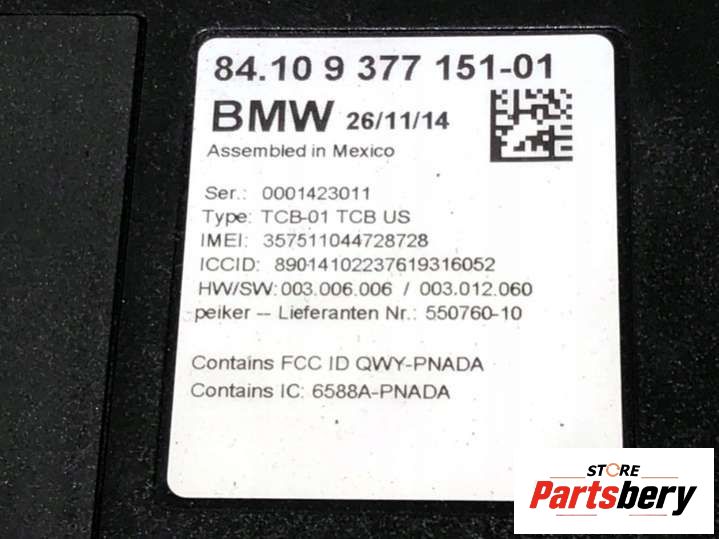 84.10 9 377 151-01
BMW 26/11/14
Assembled in Mexico
Ser.: 0001423011
Type: TCB-01 TCB US
IMEI: 357511044728728
ICCID: 89014102237619316052
HW/SW:003.006.006 / 003.012.060
peiker -- Lieferanten Nr.: 550760-10
Contains FCC ID QWY-PNADA
Contains IC: 6588A-PNADA
STORE
Partsbery